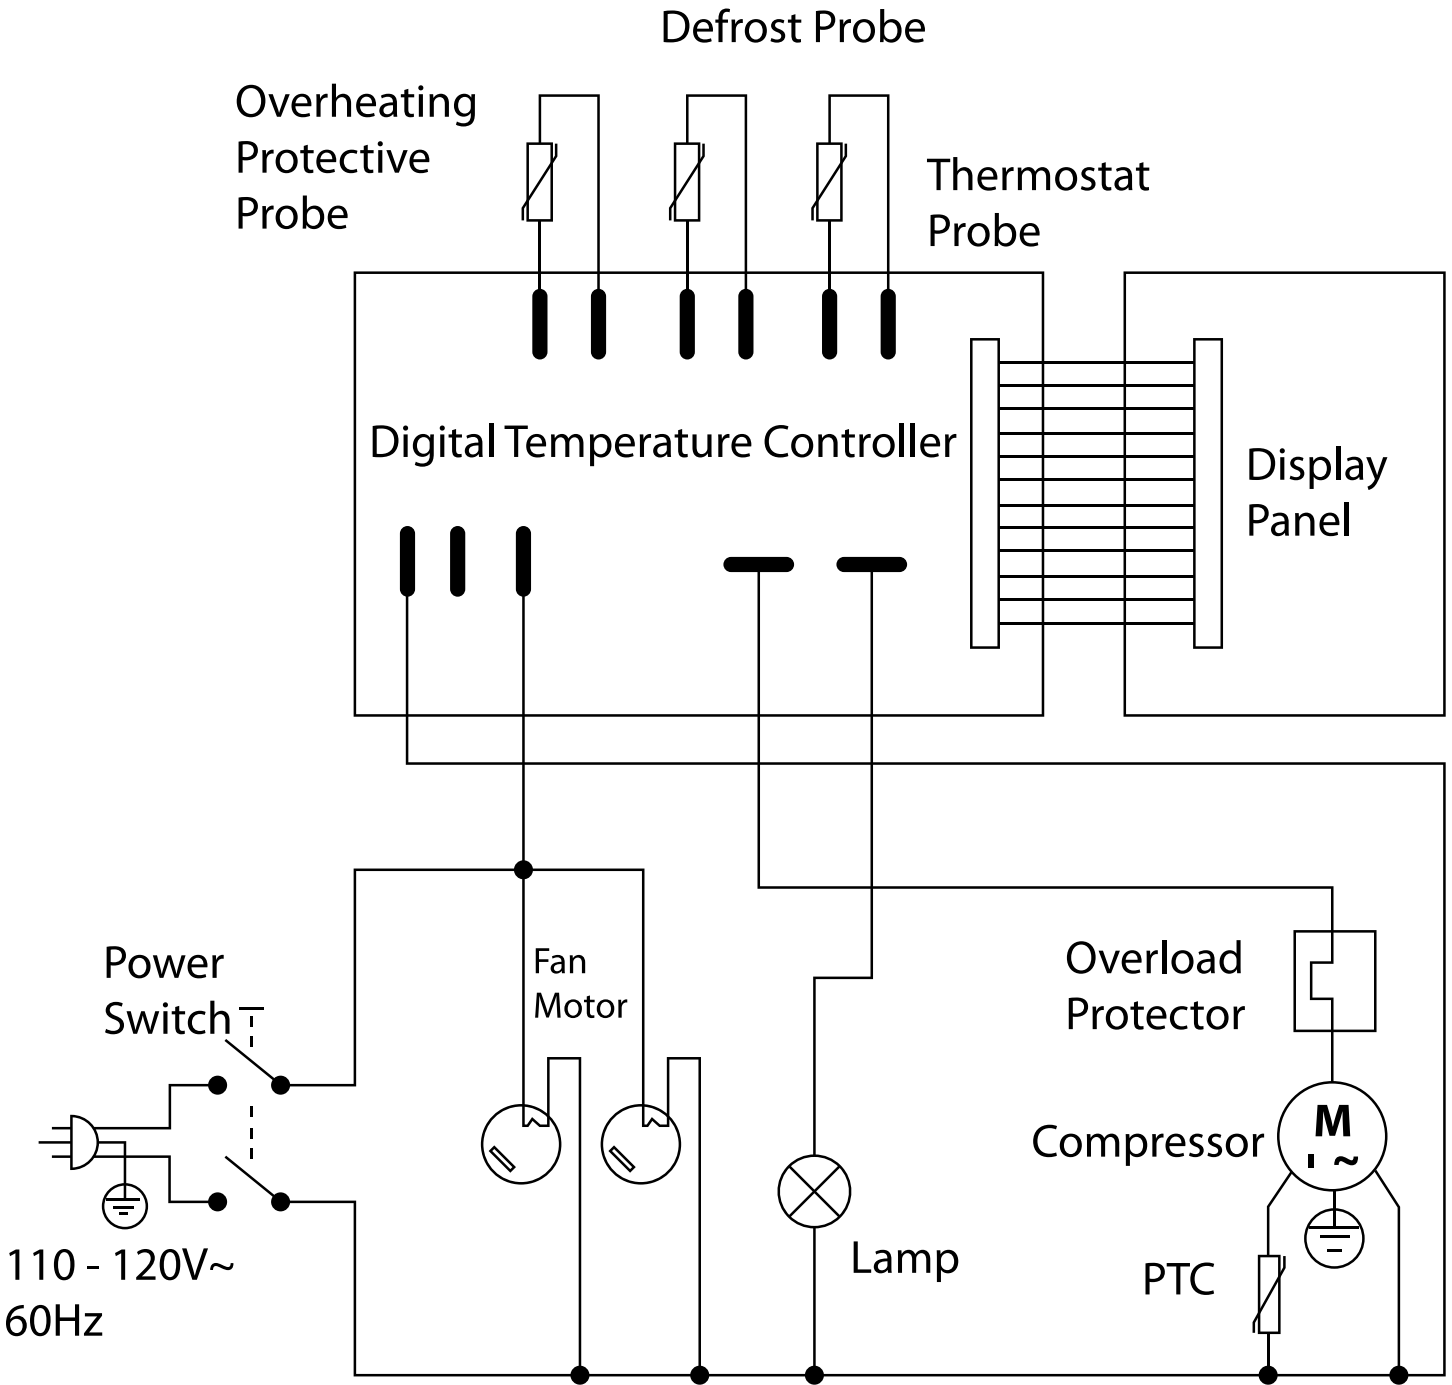 Defrost Probe
Overheating
Protective
Probe
Thermostat
Probe
Digital Temperature Controller
Display
Panel
Power
Switch
Fan
Motor
Overload
Protector
M
~
Compressor
Lamp
PTC
110 - 120V~
60Hz